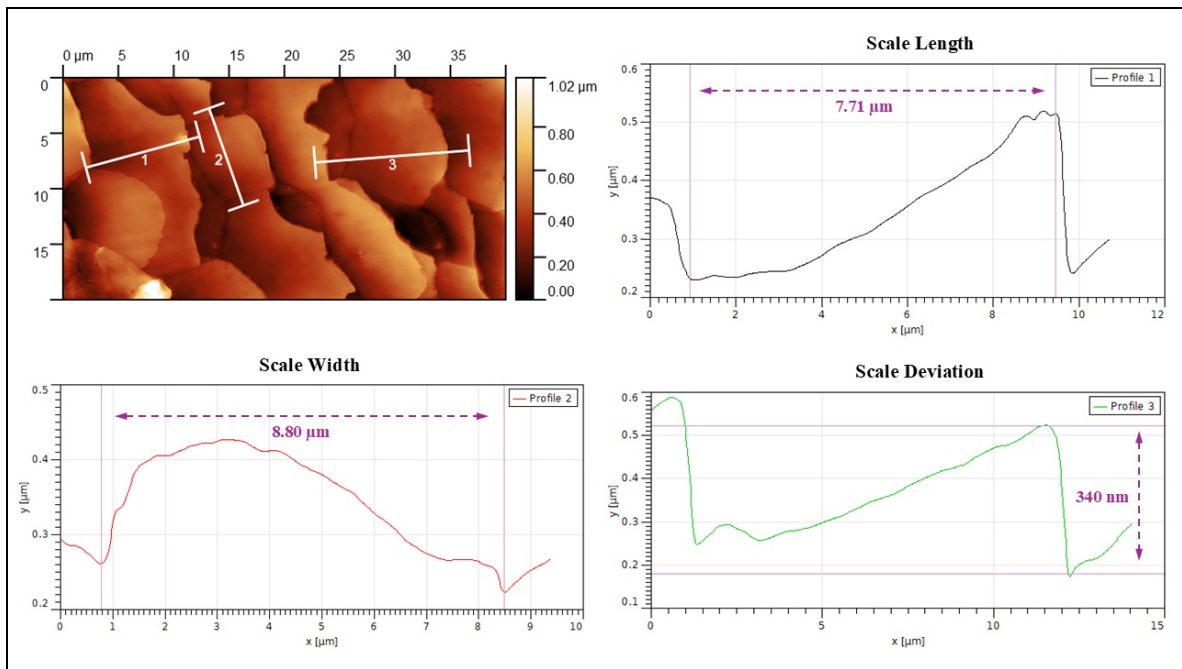 0 µm 5 10 15 20 25 30 35
0
5
10
15
1
2
3
1.02 µm
0.80
0.60
0.40
0.20
0.00
Scale Length
0.6
0.5
0.4
0.3
0.2
y [µm]
Profile 1
7.71 µm
0 2 4 6 8 10 12
x [µm]
Scale Width
0.5
0.4
0.3
0.2
y [µm]
Profile 2
8.80 µm
0 1 2 3 4 5 6 7 8 9 10
x [µm]
Scale Deviation
0.6
0.5
0.4
0.3
0.2
0.1
y [µm]
Profile 3
340 nm
0 5 10 15
x [µm]